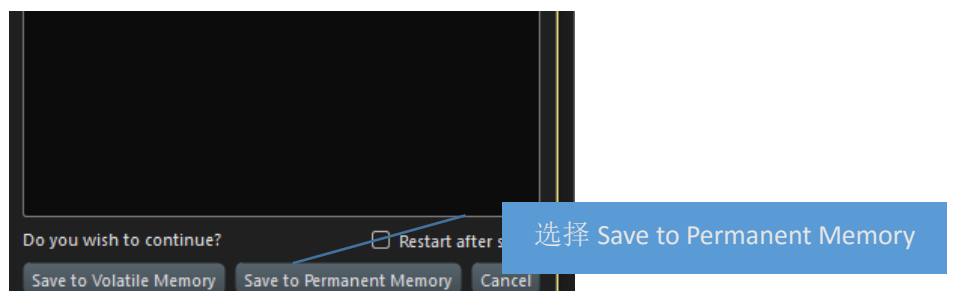 Do you wish to continue?
Restart after s
选择 Save to Permanent Memory
Save to Volatile Memory
Save to Permanent Memory
Cancel